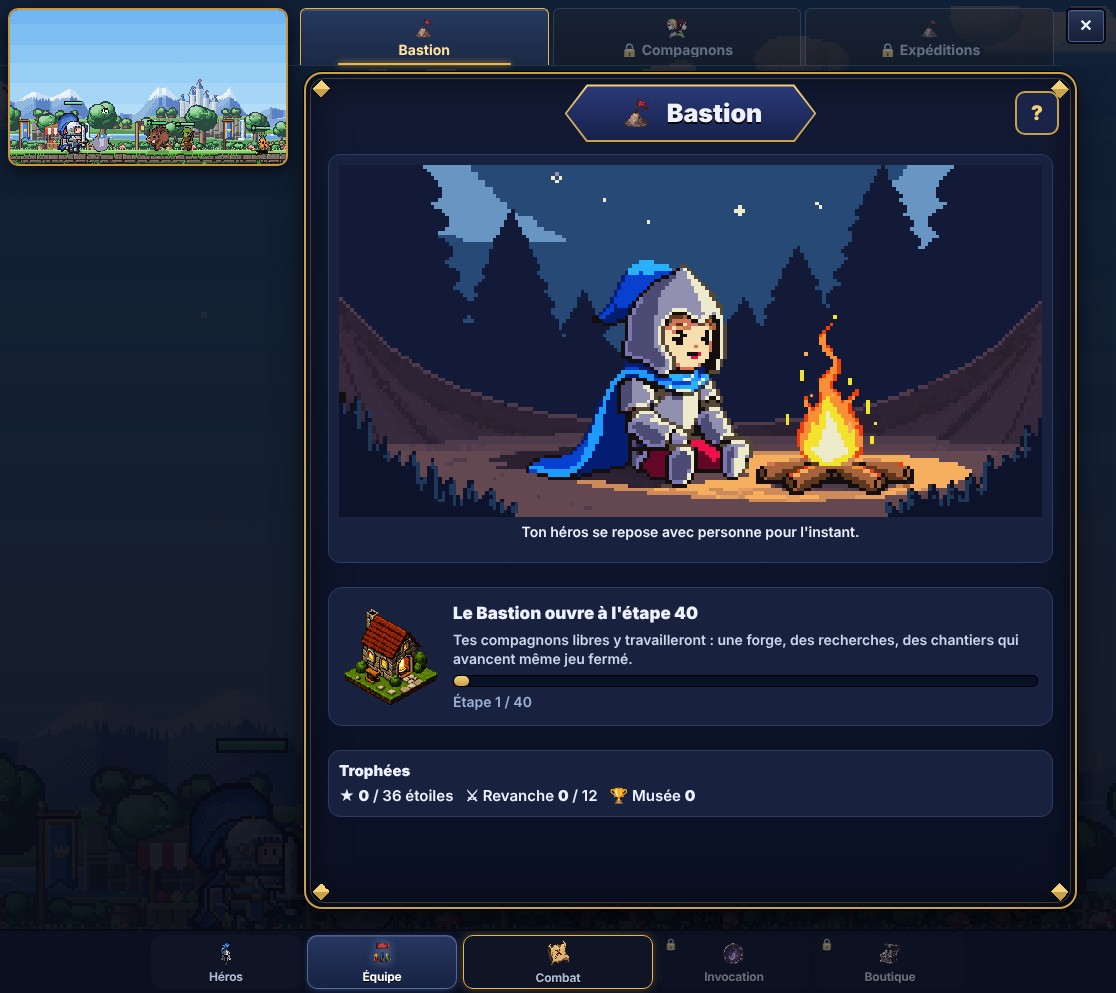 Bastion
🔒 Compagnons
🔒 Expéditions
×
Bastion
?
Ton héros se repose avec personne pour l'instant.
Le Bastion ouvre à l'étape 40
Tes compagnons libres y travailleront : une forge, des recherches, des chantiers qui
avancent même jeu fermé.
Étape 1 / 40
Trophées
★ 0 / 36 étoiles ⚔ Revanche 0 / 12 🏆 Musée 0
Héros
Équipe
Combat
Invocation
Boutique